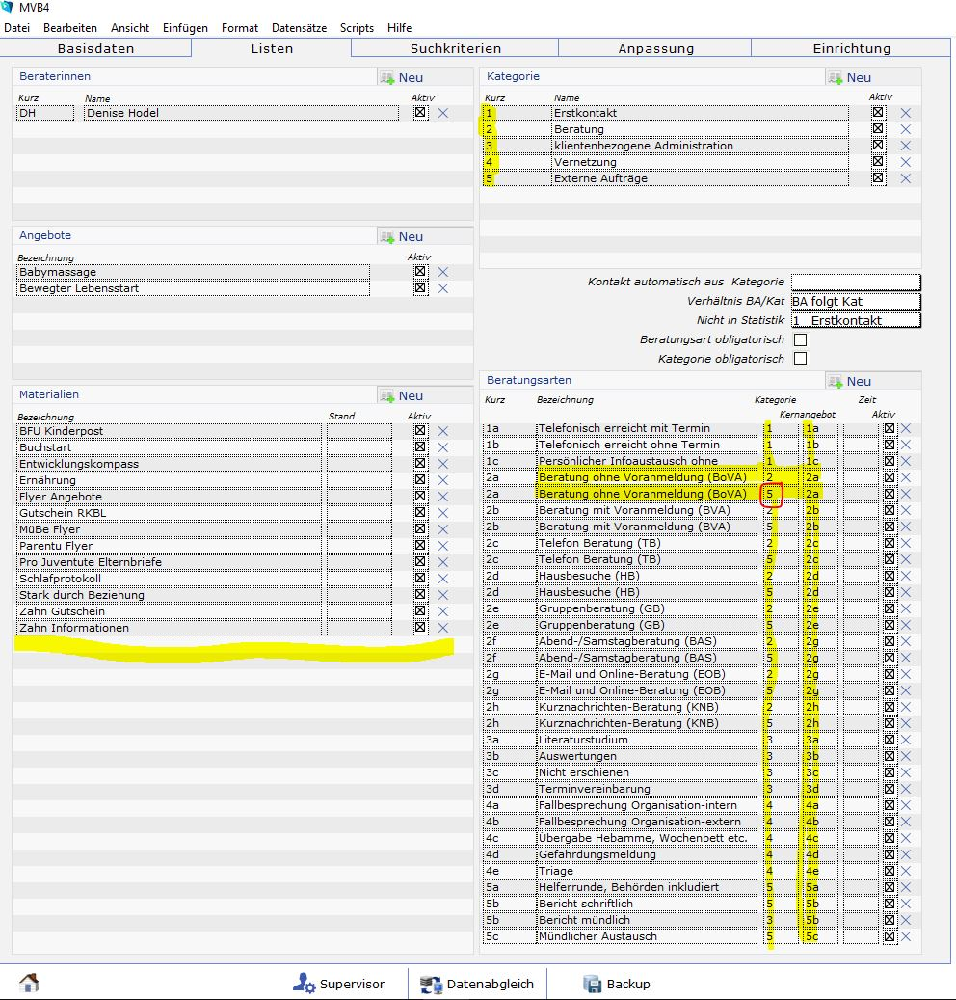 MVB4
Datei Bearbeiten Ansicht Einfügen Format Datensätze Scripts Hilfe
Basisdaten Listen Suchkriterien Anpassung Einrichtung
Beraterinnen Neu
Kurz Name Aktiv
DH Denise Hodel
Angebote Neu
Bezeichnung Aktiv
Babymassage
Bewegter Lebensstart
Materialien Neu
Bezeichnung Stand Aktiv
BFU Kinderpost
Buchstart
Entwicklungskompass
Ernährung
Flyer Angebote
Gutschein RKBL
MüBe Flyer
Parentu Flyer
Pro Juventute Elternbriefe
Schlafprotokoll
Stark durch Beziehung
Zahn Gutschein
Zahn Informationen
Kategorie Neu
Kurz Name Aktiv
1 Erstkontakt
2 Beratung
3 klientenbezogene Administration
4 Vernetzung
5 Externe Aufträge
Kontakt automatisch aus Kategorie
Verhältnis BA/Kat BA folgt Kat
Nicht in Statistik 1 Erstkontakt
Beratungsart obligatorisch
Kategorie obligatorisch
Beratungsarten Neu
Kurz Bezeichnung Kategorie Zeit
Kernangebot Aktiv
1a Telefonisch erreicht mit Termin 1 1a
1b Telefonisch erreicht ohne Termin 1 1b
1c Persönlicher Infoaustausch ohne 1 1c
2a Beratung ohne Voranmeldung (BoVA) 2 2a
2a Beratung ohne Voranmeldung (BoVA) 5 2a
2b Beratung mit Voranmeldung (BVA) 2 2b
2b Beratung mit Voranmeldung (BVA) 5 2b
2c Telefon Beratung (TB) 2 2c
2c Telefon Beratung (TB) 5 2c
2d Hausbesuche (HB) 2 2d
2d Hausbesuche (HB) 5 2d
2e Gruppenberatung (GB) 2 2e
2e Gruppenberatung (GB) 5 2e
2f Abend-/Samstagberatung (BAS) 2 2g
2f Abend-/Samstagberatung (BAS) 5 2g
2g E-Mail und Online-Beratung (EOB) 2 2g
2g E-Mail und Online-Beratung (EOB) 5 2g
2h Kurznachrichten-Beratung (KNB) 2 2h
2h Kurznachrichten-Beratung (KNB) 5 2h
3a Literaturstudium 3 3a
3b Auswertungen 3 3b
3c Nicht erschienen 3 3c
3d Terminvereinbarung 3 3d
4a Fallbesprechung Organisation-intern 4 4a
4b Fallbesprechung Organisation-extern 4 4b
4c Übergabe Hebamme, Wochenbett etc. 4 4c
4d Gefährdungsmeldung 4 4d
4e Triage 4 4e
5a Helferrunde, Behörden inkludiert 5 5a
5b Bericht schriftlich 5 5b
5b Bericht mündlich 3 5b
5c Mündlicher Austausch 5 5c
Supervisor Datenabgleich Backup